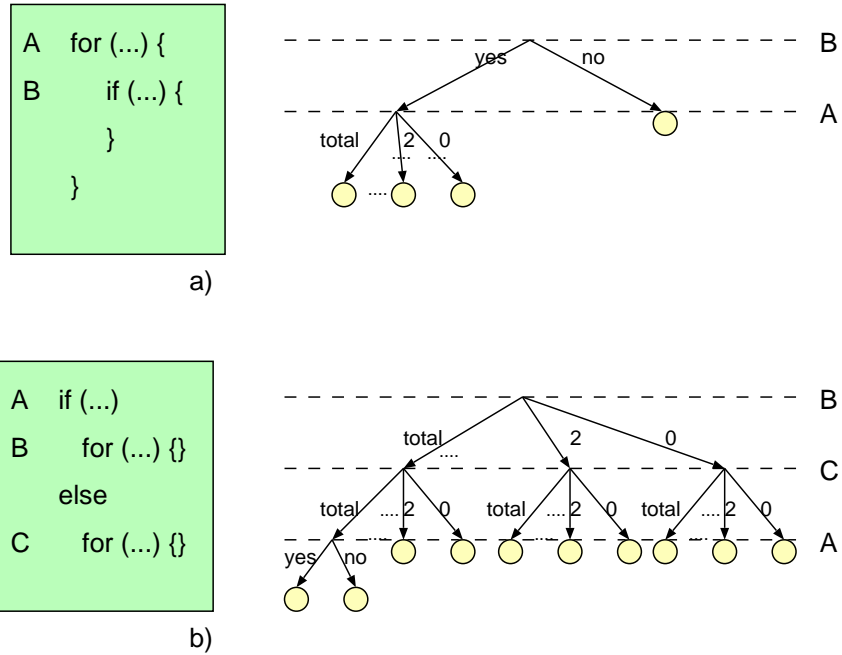 A for (...) {
B if (...) {
}
}
a)
B
yes no
A
total 2 0
.... ....
....
A if (...)
B for (...) {}
else
C for (...) {}
b)
B
total 2 0
....
C
total .... 2 0 total .... 2 0 total .... 2 0
.... .... ....
A
yes no